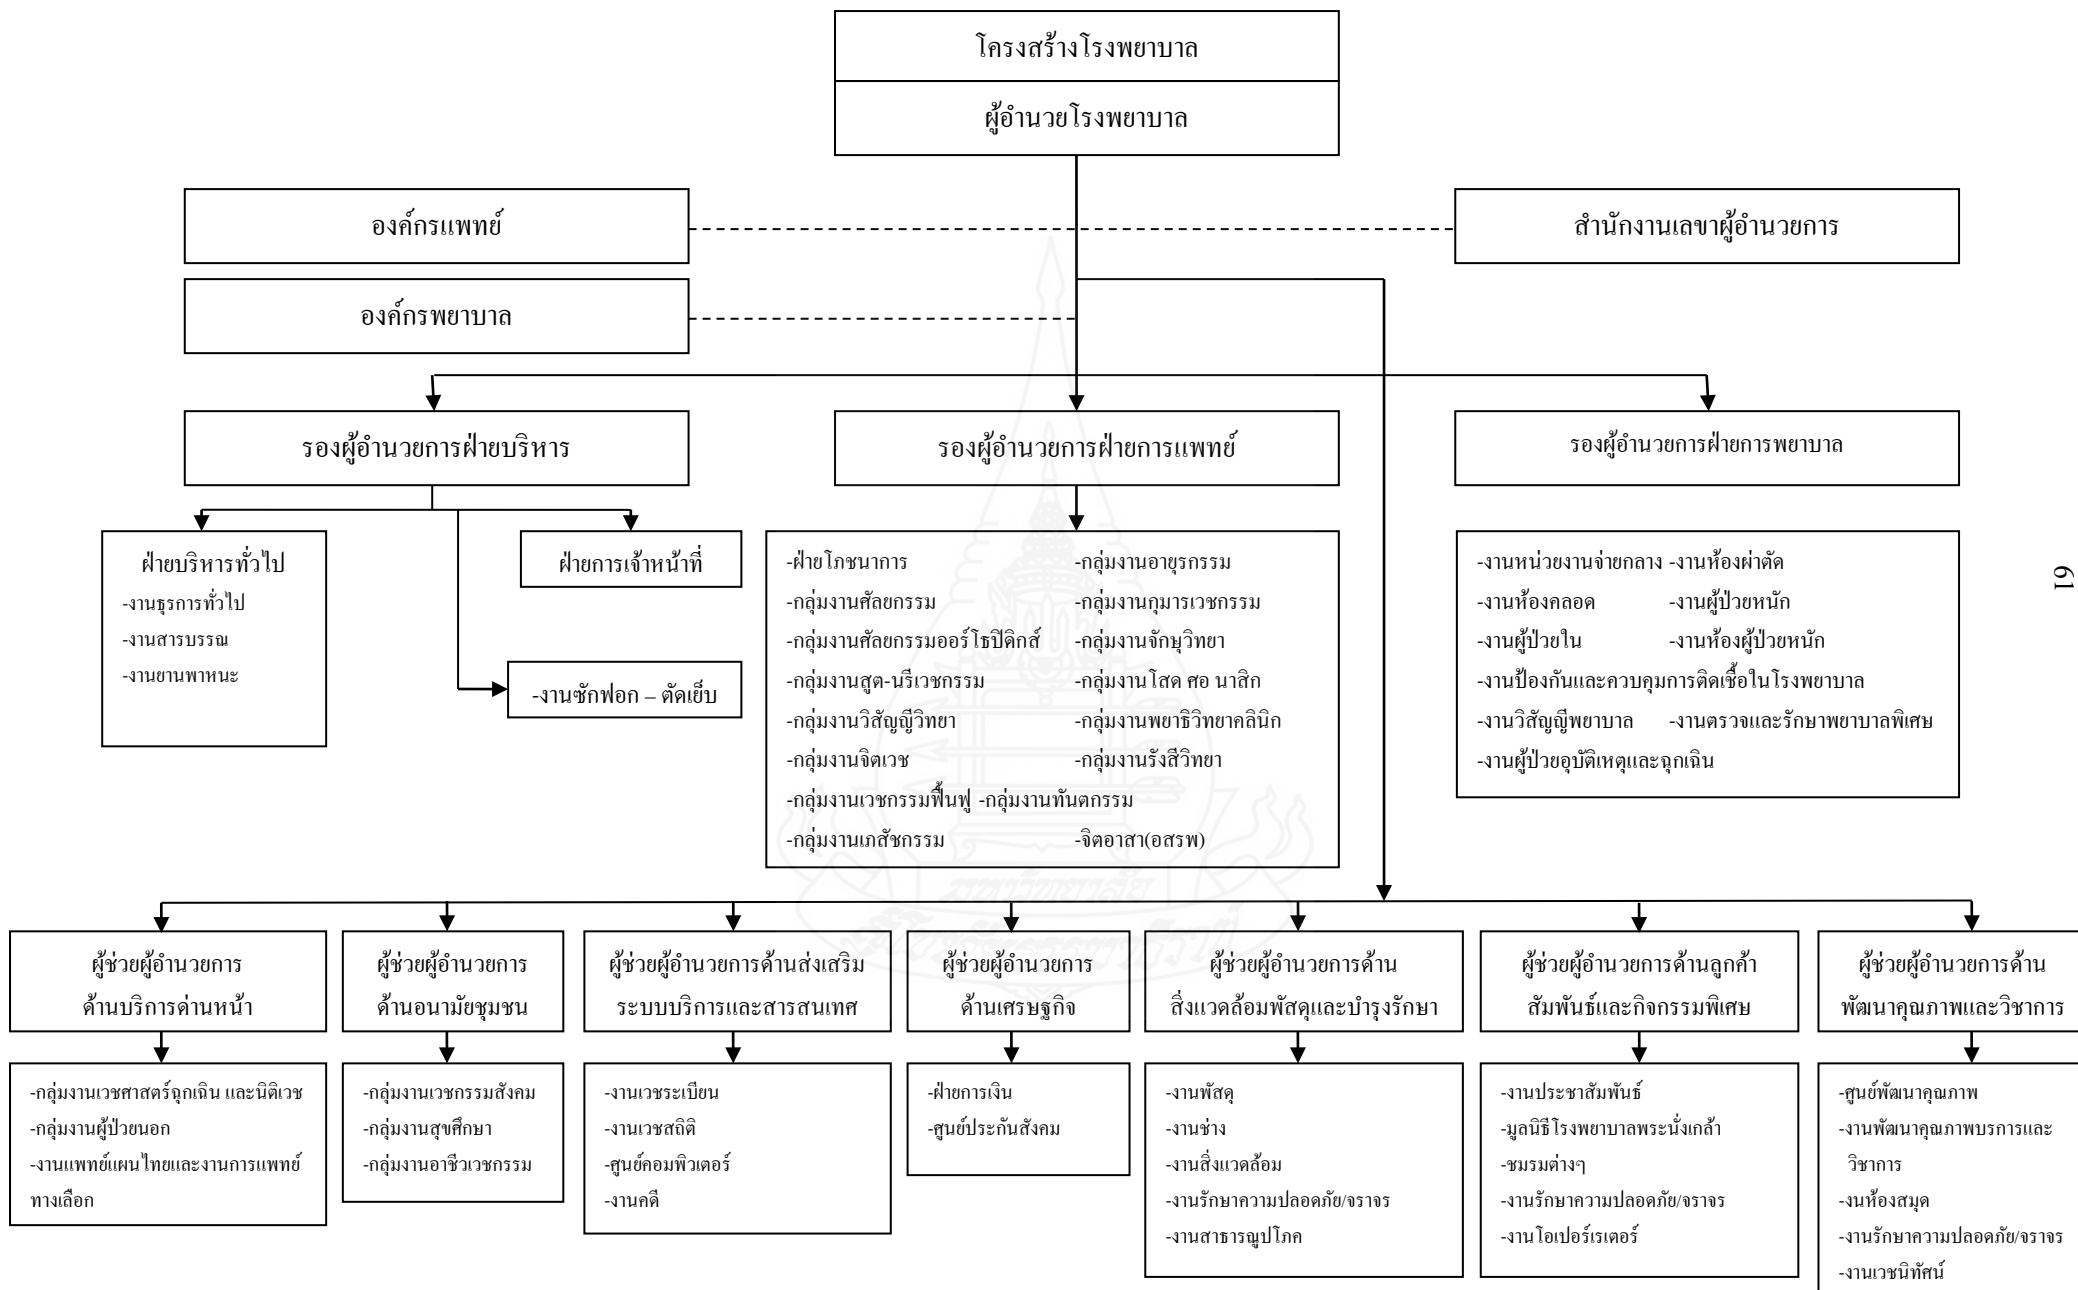 โครงสร้างโรงพยาบาล
ผู้อำนวยโรงพยาบาล
องค์กรแพทย์
สำนักงานเลขาผู้อำนวยการ
องค์กรพยาบาล
รองผู้อำนวยการฝ่ายบริหาร
รองผู้อำนวยการฝ่ายการแพทย์
รองผู้อำนวยการฝ่ายการพยาบาล
ฝ่ายบริหารทั่วไป
-งานธุรการทั่วไป
-งานสารบรรณ
-งานยานพาหนะ
ฝ่ายการเจ้าหน้าที่
-งานซักฟอก – ตัดเย็บ
-ฝ่ายโภชนาการ -กลุ่มงานอายุรกรรม
-กลุ่มงานศัลยกรรม -กลุ่มงานกุมารเวชกรรม
-กลุ่มงานศัลยกรรมออร์โธปิดิกส์ -กลุ่มงานจักษุวิทยา
-กลุ่มงานสูต-นรีเวชกรรม -กลุ่มงานโสต ศอ นาสิก
-กลุ่มงานวิสัญญีวิทยา -กลุ่มงานพยาธิวิทยาคลินิก
-กลุ่มงานจิตเวช -กลุ่มงานรังสีวิทยา
-กลุ่มงานเวชกรรมฟื้นฟู -กลุ่มงานทันตกรรม
-กลุ่มงานเภสัชกรรม -จิตอาสา(อสรพ)
-งานหน่วยงานจ่ายกลาง -งานห้องผ่าตัด
-งานห้องคลอด -งานผู้ป่วยหนัก
-งานผู้ป่วยใน -งานห้องผู้ป่วยหนัก
-งานป้องกันและควบคุมการติดเชื้อในโรงพยาบาล
-งานวิสัญญีพยาบาล -งานตรวจและรักษาพยาบาลพิเศษ
-งานผู้ป่วยอุบัติเหตุและฉุกเฉิน
61
ผู้ช่วยผู้อำนวยการ
ด้านบริการด่านหน้า
-กลุ่มงานเวชศาสตร์ฉุกเฉิน และนิติเวช
-กลุ่มงานผู้ป่วยนอก
-งานแพทย์แผนไทยและงานการแพทย์
ทางเลือก
ผู้ช่วยผู้อำนวยการ
ด้านอนามัยชุมชน
-กลุ่มงานเวชกรรมสังคม
-กลุ่มงานสุขศึกษา
-กลุ่มงานอาชีวเวชกรรม
ผู้ช่วยผู้อำนวยการด้านส่งเสริม
ระบบบริการและสารสนเทศ
-งานเวชระเบียน
-งานเวชสถิติ
-ศูนย์คอมพิวเตอร์
-งานคดี
ผู้ช่วยผู้อำนวยการ
ด้านเศรษฐกิจ
-ฝ่ายการเงิน
-ศูนย์ประกันสังคม
ผู้ช่วยผู้อำนวยการด้าน
สิ่งแวดล้อมพัสดุและบำรุงรักษา
-งานพัสดุ
-งานช่าง
-งานสิ่งแวดล้อม
-งานรักษาความปลอดภัย/จราจร
-งานสาธารณูปโภค
ผู้ช่วยผู้อำนวยการด้านลูกค้า
สัมพันธ์และกิจกรรมพิเศษ
-งานประชาสัมพันธ์
-มูลนิธิโรงพยาบาลพระนั่งเกล้า
-ชมรมต่างๆ
-งานรักษาความปลอดภัย/จราจร
-งานโอเปอร์เรเตอร์
ผู้ช่วยผู้อำนวยการด้าน
พัฒนาคุณภาพและวิชาการ
-ศูนย์พัฒนาคุณภาพ
-งานพัฒนาคุณภาพบรการและ
วิชาการ
-งนห้องสมุด
-งานรักษาความปลอดภัย/จราจร
-งานเวชนิทัศน์